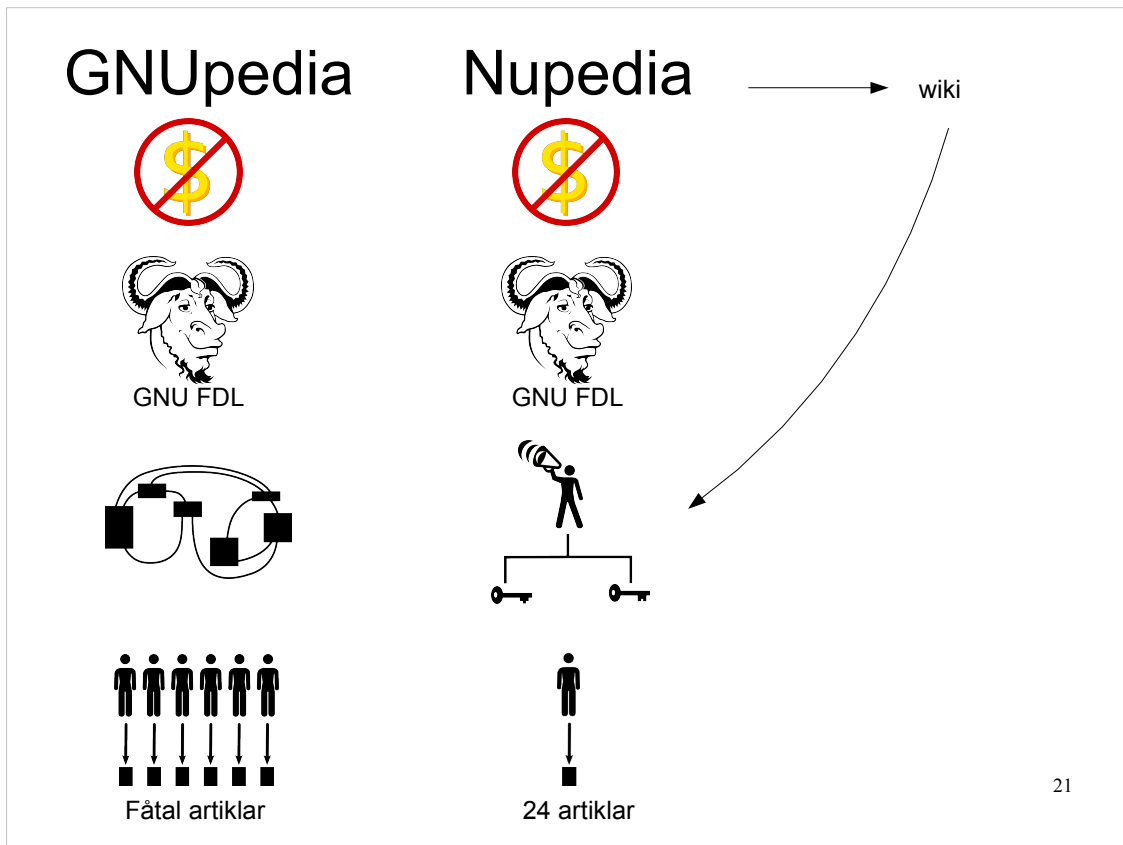 GNUpedia
Nupedia
wiki
$
$
GNU FDL
GNU FDL
Fåtal artiklar
24 artiklar
21